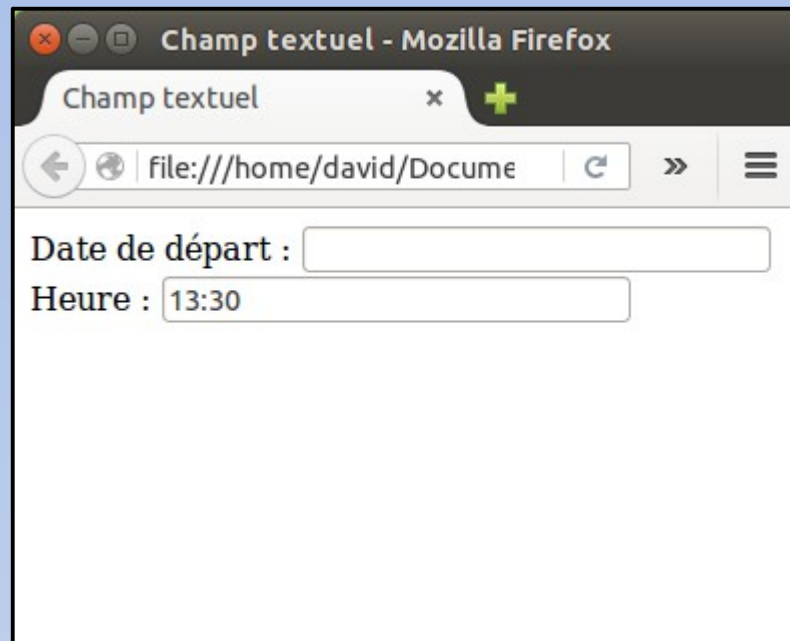 Champ textuel - Mozilla Firefox
Champ textuel
file:///home/david/Docume
Date de départ :
Heure : 13:30